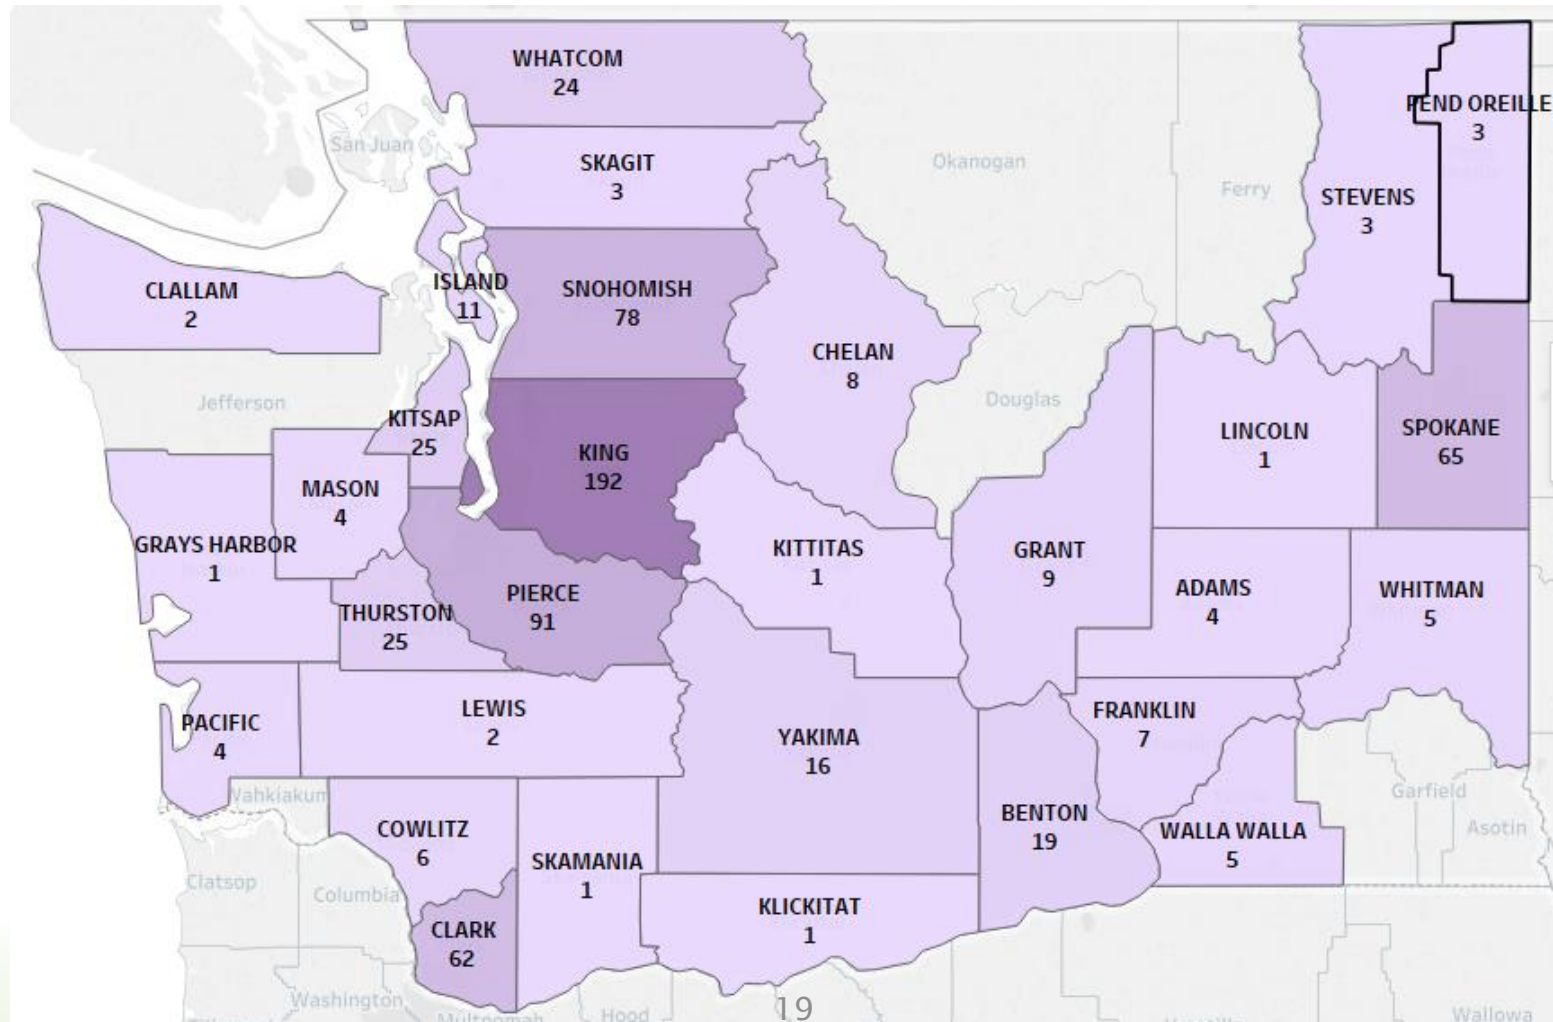 WHATCOM
24
San Juan
SKAGIT
3
Okanogan
Ferry
PEND OREILLE
3
STEVENS
3
CLALLAM
2
ISLAND
11
SNOHOMISH
78
CHELAN
8
Jefferson
KITSAP
25
KING
192
Douglas
LINCOLN
1
SPOKANE
65
MASON
4
GRAYS HARBOR
1
KITTITAS
1
GRANT
9
ADAMS
4
WHITMAN
5
THURSTON
25
PIERCE
91
PACIFIC
4
LEWIS
2
YAKIMA
16
FRANKLIN
7
Wahkiakum
COWLITZ
6
SKAMANIA
1
BENTON
19
WALLA WALLA
5
Garfield
Asotin
Clatsop
Columbia
CLARK
62
KLICKITAT
1
Washington
Multnomah
Hood
19
Wallowa